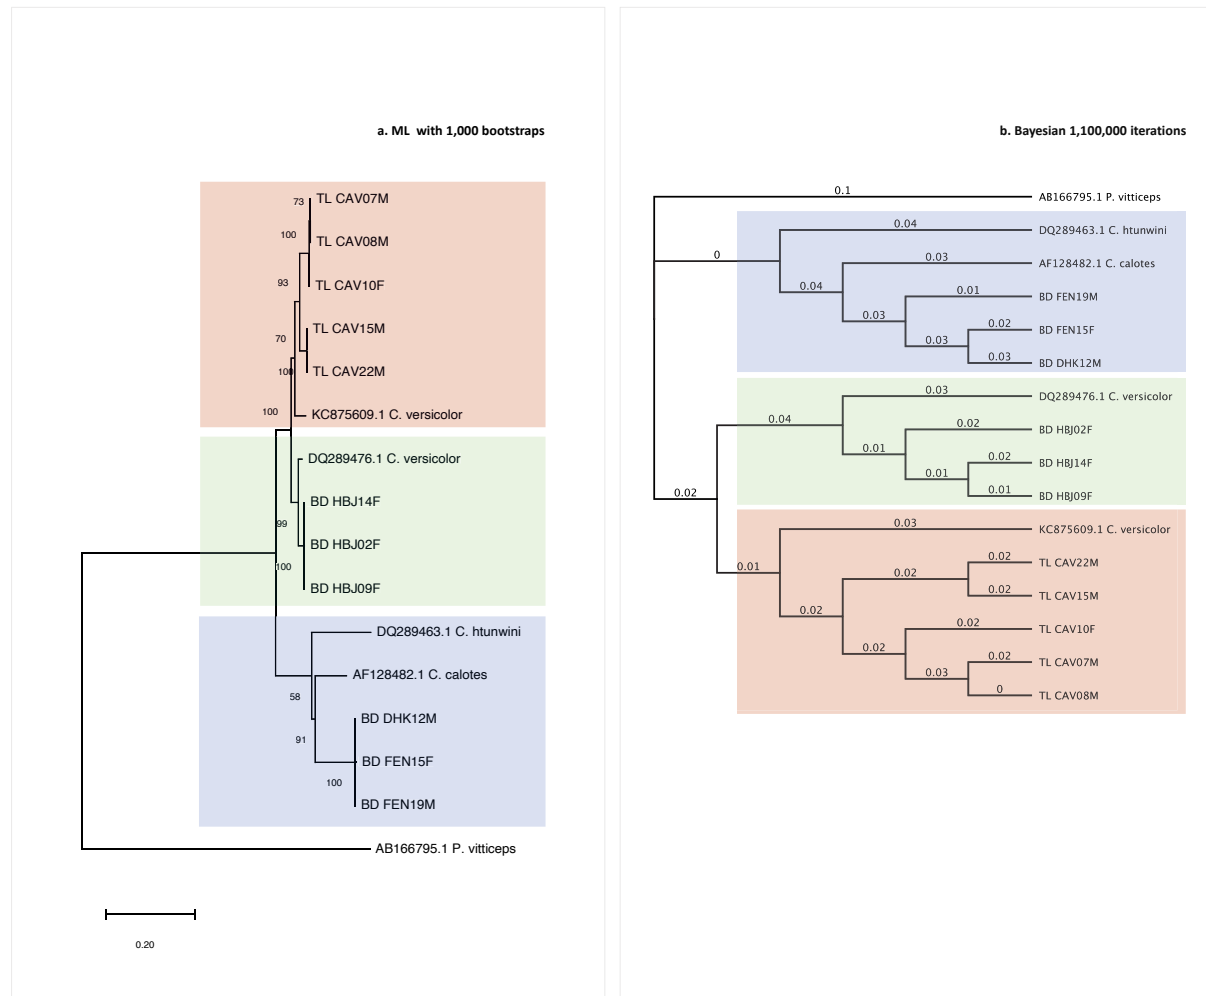 a. ML with 1,000 bootstraps
73
TL CAV07M
100
TL CAV08M
93
TL CAV10F
70
TL CAV15M
100
TL CAV22M
100
KC875609.1 C. versicolor
DQ289476.1 C. versicolor
BD HBJ14F
99
BD HBJ02F
100
BD HBJ09F
DQ289463.1 C. htunwini
AF128482.1 C. calotes
58
BD DHK12M
91
BD FEN15F
100
BD FEN19M
AB166795.1 P. vitticeps
0.20
b. Bayesian 1,100,000 iterations
0.1
AB166795.1 P. vitticeps
0.04
DQ289463.1 C. htunwini
0
0.03
AF128482.1 C. calotes
0.04
0.01
BD FEN19M
0.03
0.02
BD FEN15F
0.03
0.03
BD DHK12M
0.03
DQ289476.1 C. versicolor
0.04
0.02
BD HBJ02F
0.01
0.02
BD HBJ14F
0.01
0.01
BD HBJ09F
0.02
0.03
KC875609.1 C. versicolor
0.02
TL CAV22M
0.01
0.02
0.02
TL CAV15M
0.02
0.02
TL CAV10F
0.02
0.02
TL CAV07M
0.03
0
TL CAV08M